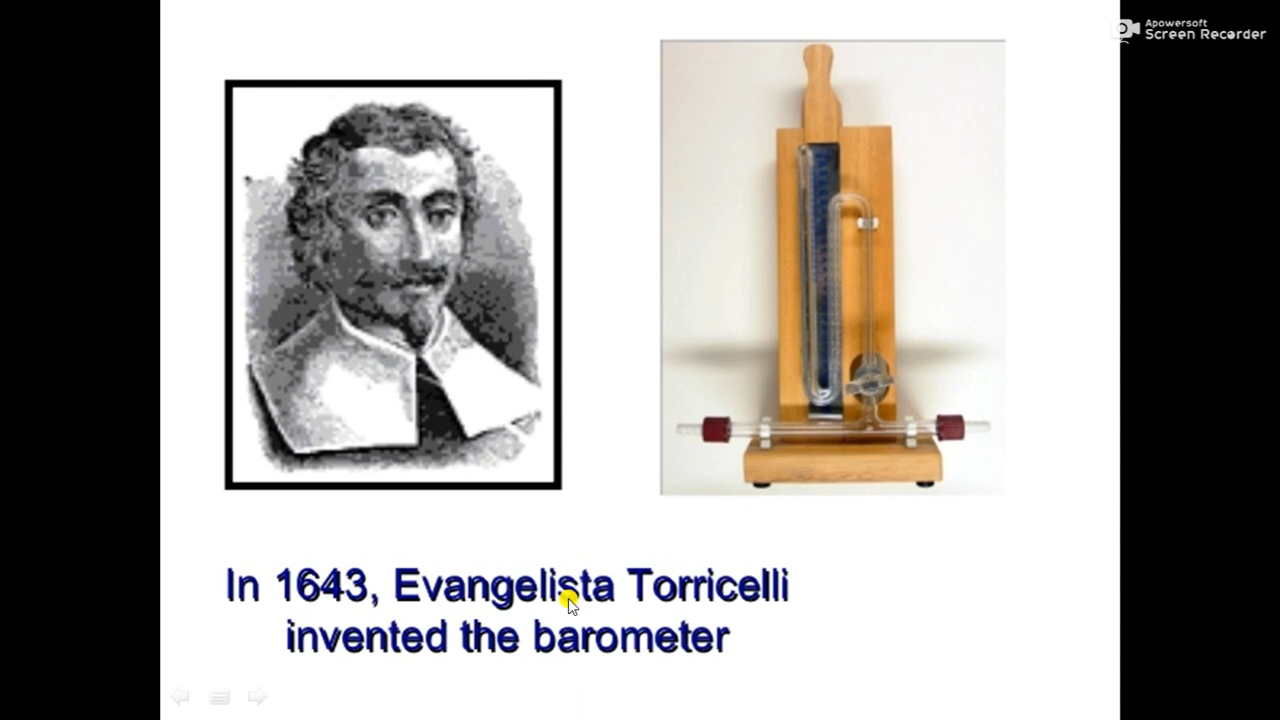 Apowersoft
Screen Recorder
In 1643, Evangelista Torricelli
invented the barometer